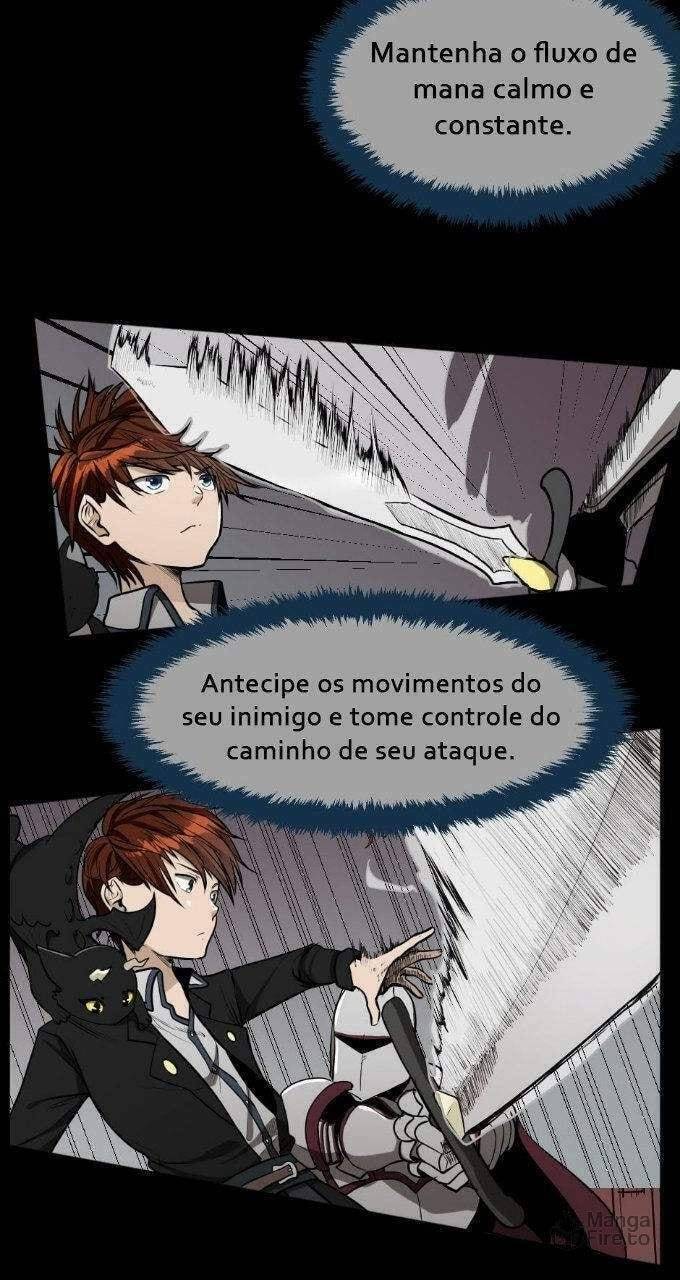 Mantenha o fluxo de
mana calmo e
constante.
Antecipe os movimentos do
seu inimigo e tome controle do
caminho de seu ataque.
Manga
Fire.to